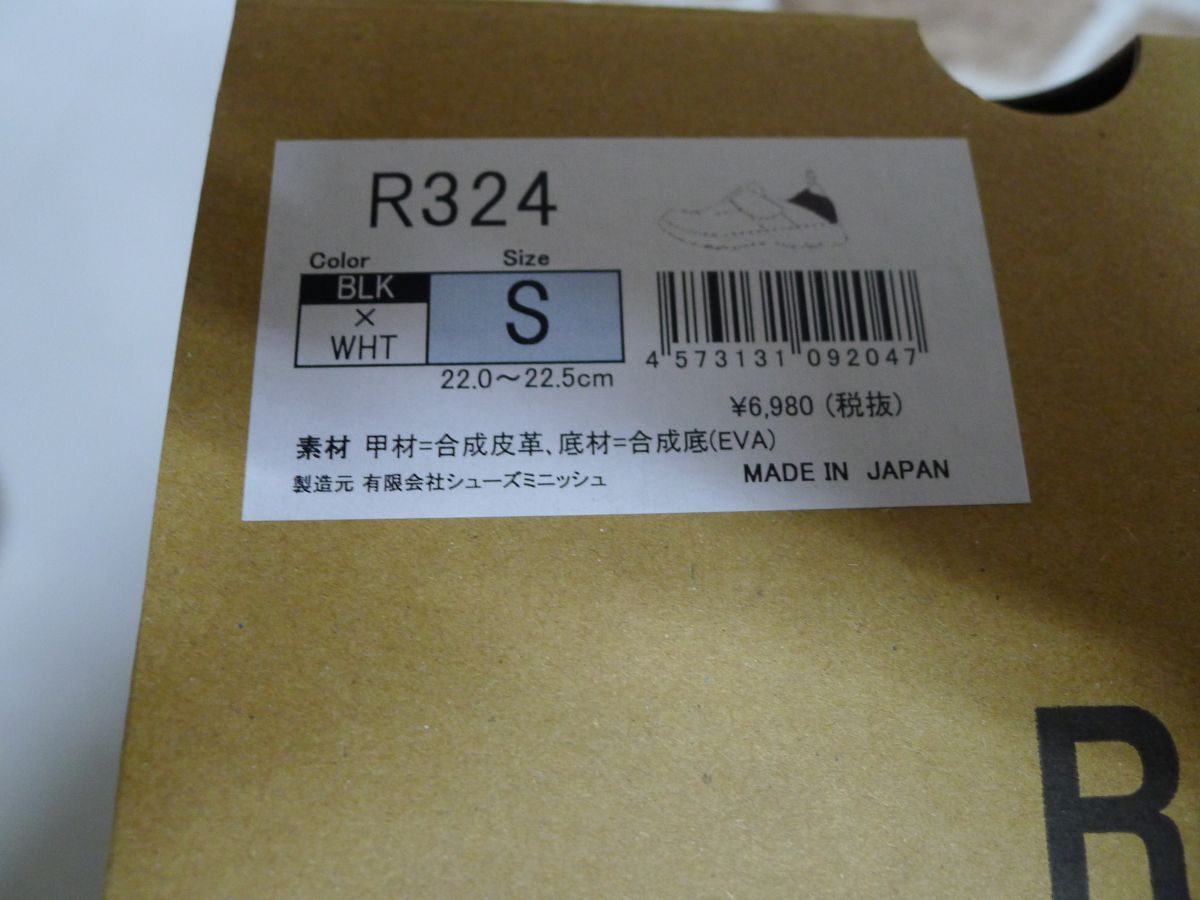 R324
Color Size
BLK
×
WHT
S
22.0～22.5cm
4 573131 092047
¥6,980 (税抜)
素材 甲材=合成皮革、底材=合成底(EVA)
製造元 有限会社シューズミニッシュ MADE IN JAPAN
R